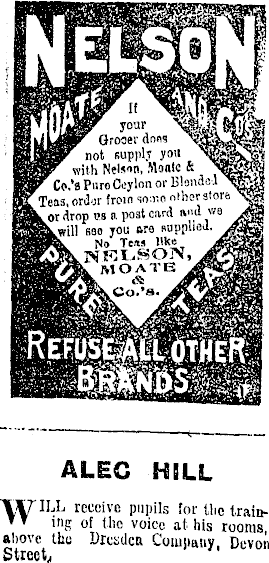 NELSON
MOATE AND CO'S
If
your
Grocer does
not supply you
with Nelson, Moate &
Co.'s Pure Ceylon or Blended
Teas, order from some other store
or drop us a post card and we
will see you are supplied.
No Teas like
NELSON,
MOATE
&
Co.'s.
PURE TEAS
REFUSE ALL OTHER
BRANDS
ALEC HILL
WILL receive pupils for the train-
ing of the voice at his rooms,
above the Dresden Company, Devon
Street,